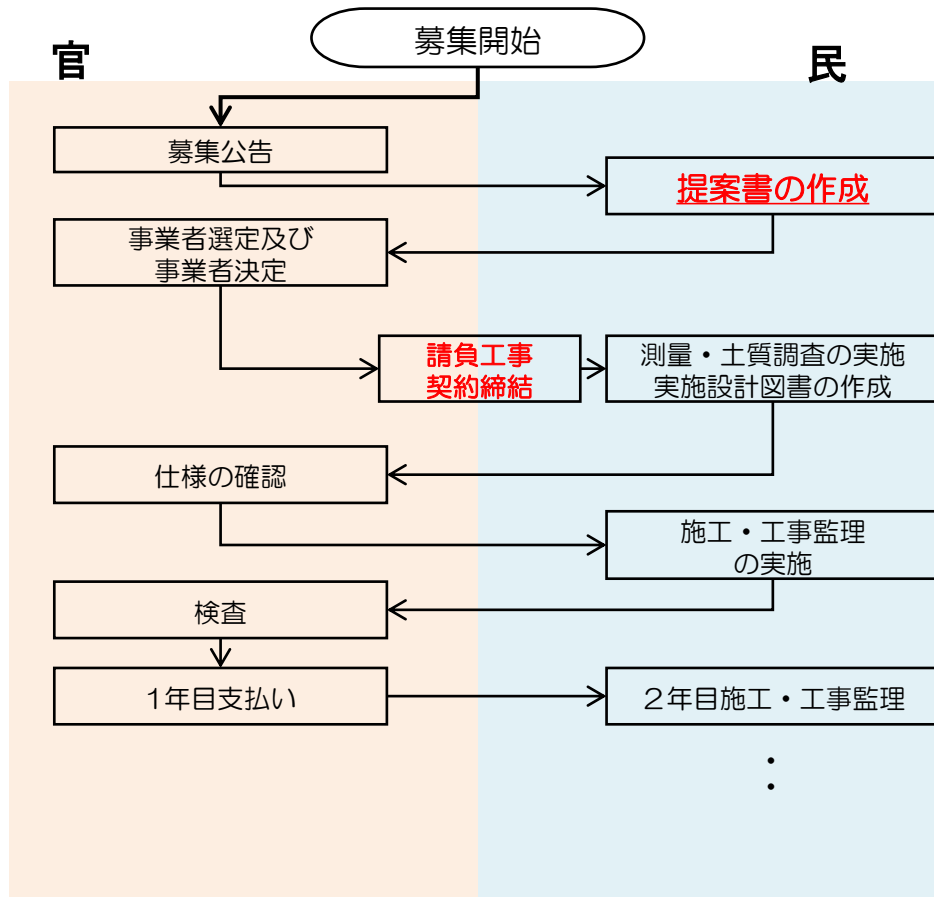 募集開始
官
民
募集公告
提案書の作成
事業者選定及び
事業者決定
請負工事
契約締結
測量・土質調査の実施
実施設計図書の作成
仕様の確認
施工・工事監理
の実施
検査
1年目支払い
２年目施工・工事監理
・
・